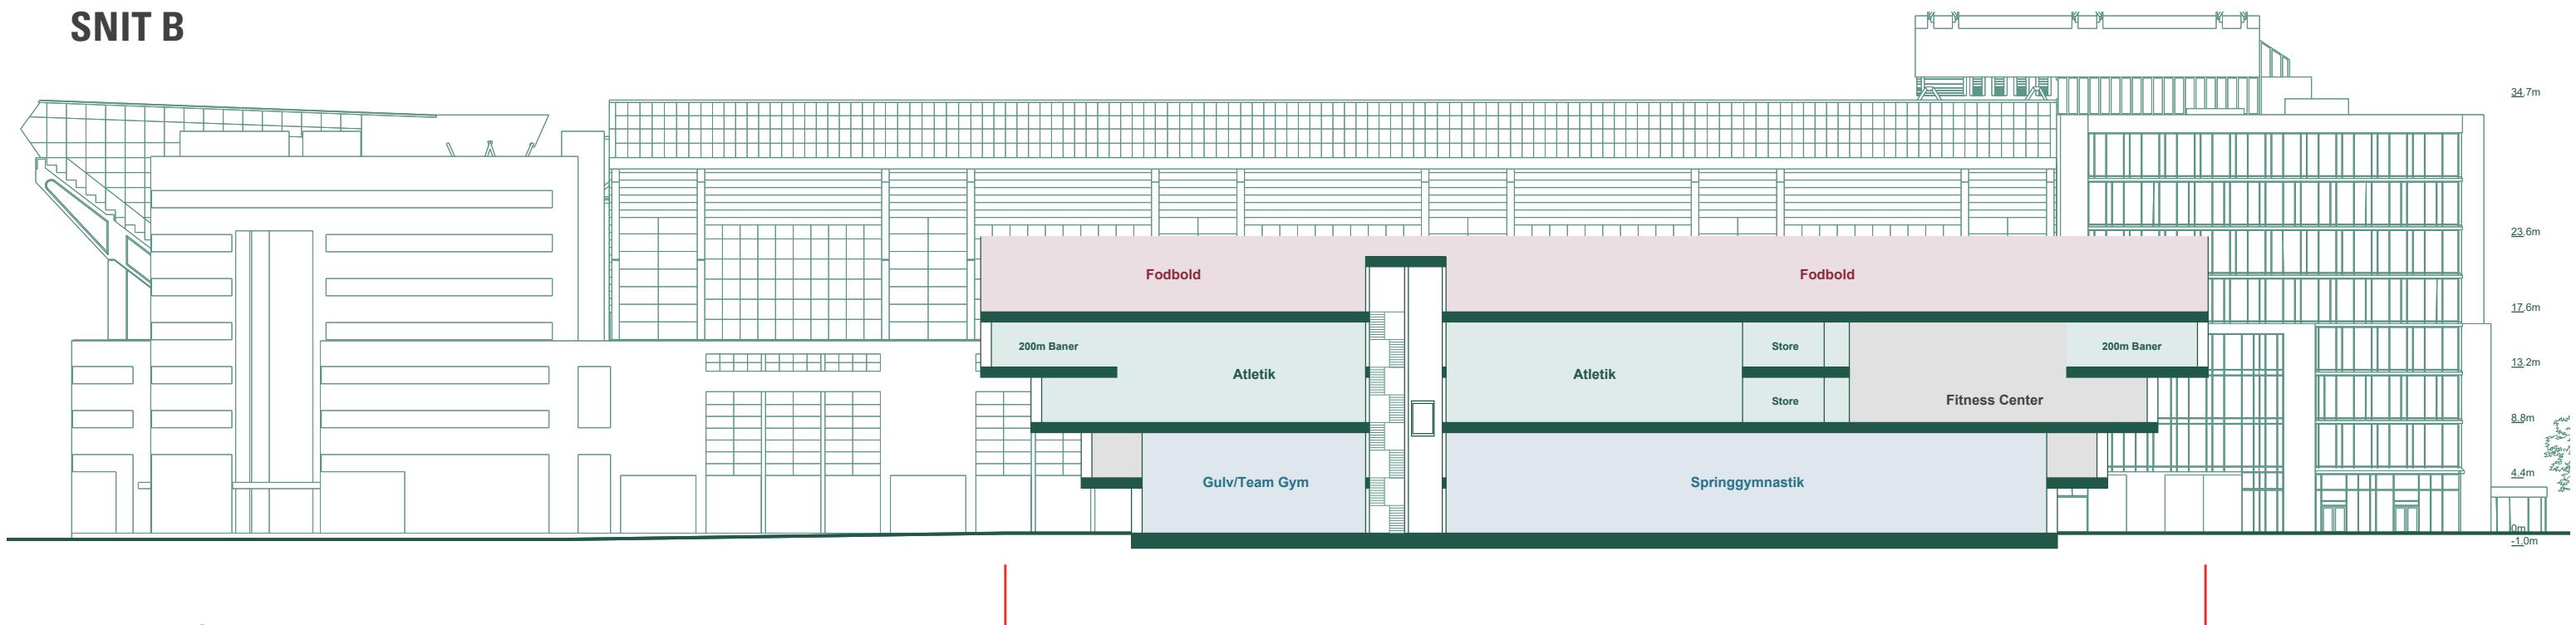 SNIT B
34,7m
23,6m
Fodbold Fodbold
17,6m
200m Baner Store 200m Baner
13,2m
Atletik Atletik
Store Fitness Center
8,8m
Gulv/Team Gym Springgymnastik
4,4m
0m
-1,0m